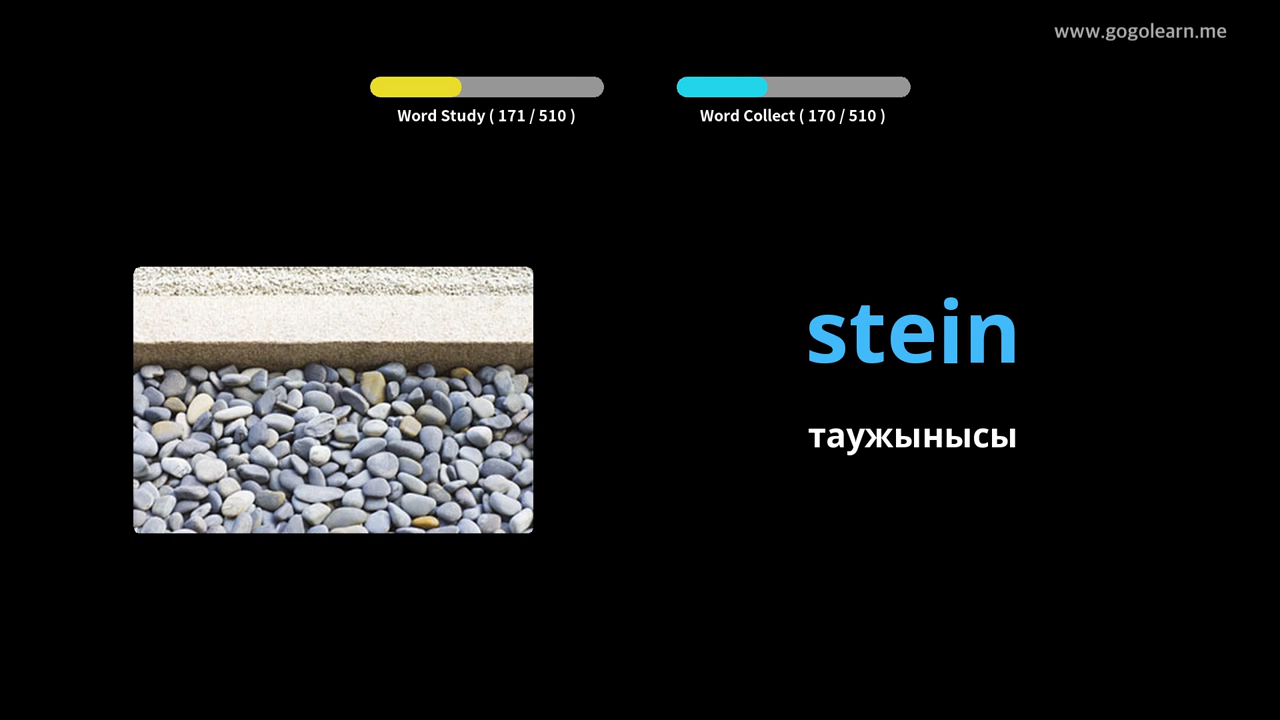 www.gogolearn.me
Word Study ( 171 / 510 )
Word Collect ( 170 / 510 )
stein
таужынысы